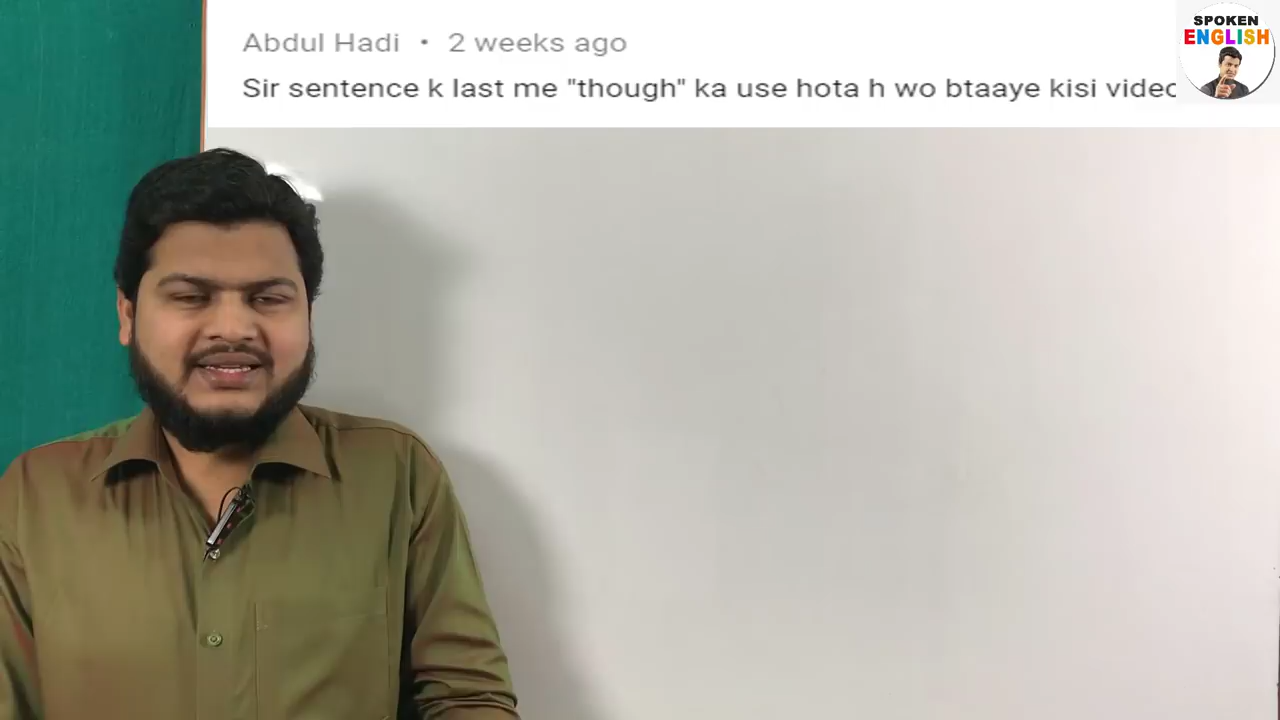 Abdul Hadi • 2 weeks ago
Sir sentence k last me "though" ka use hota h wo btaaye kisi video
SPOKEN
ENGLISH